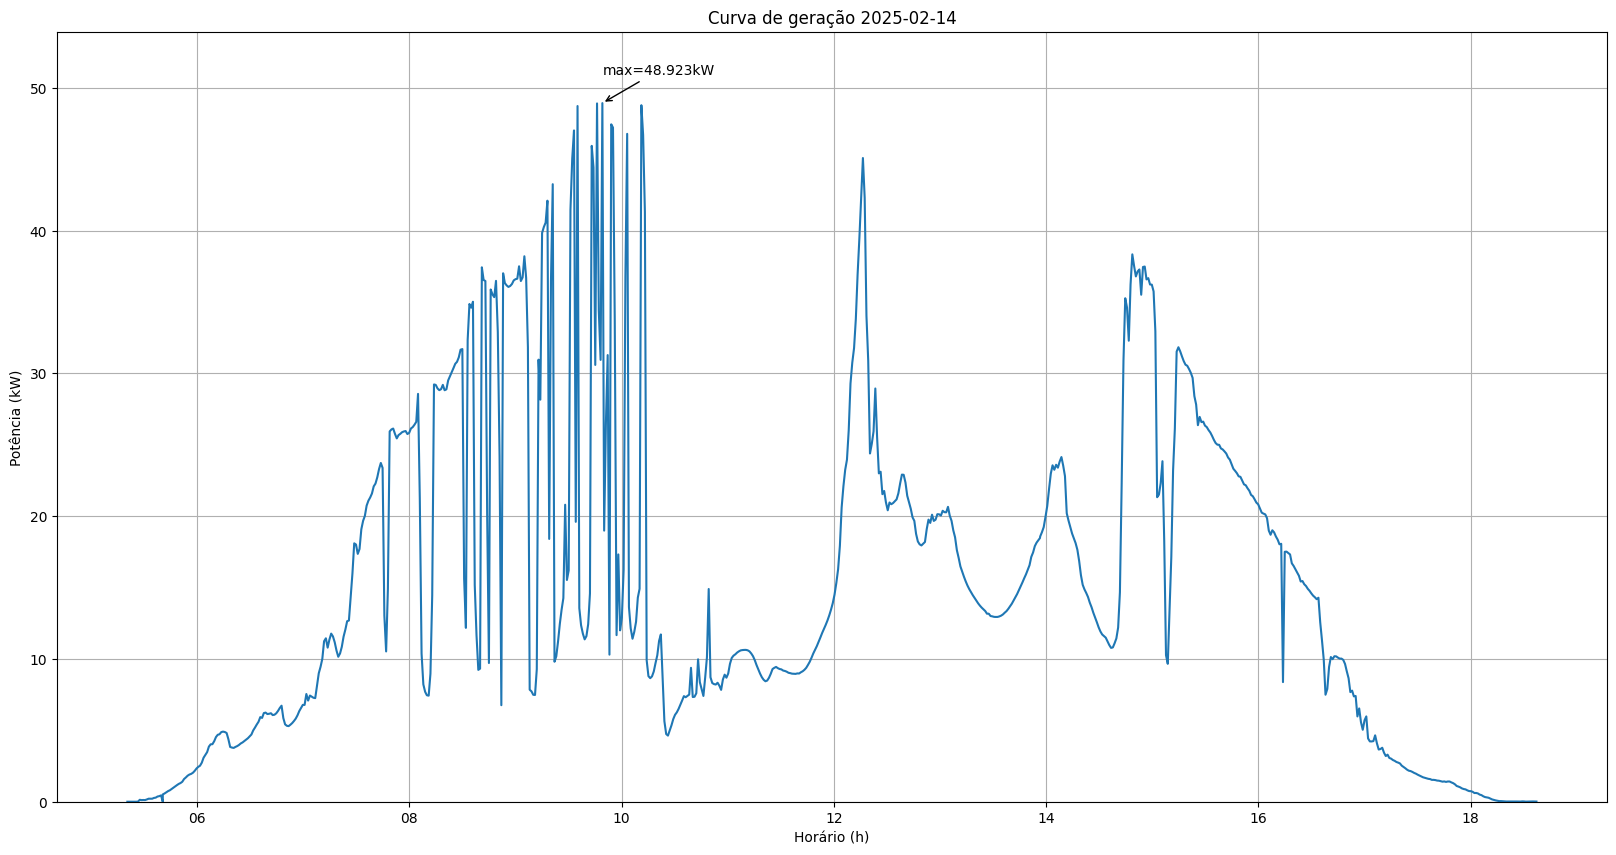 Curva de geração 2025-02-14
max=48.923kW
50
40
30
20
10
0
Potência (kW)
06 08 10 12 14 16 18
Horário (h)